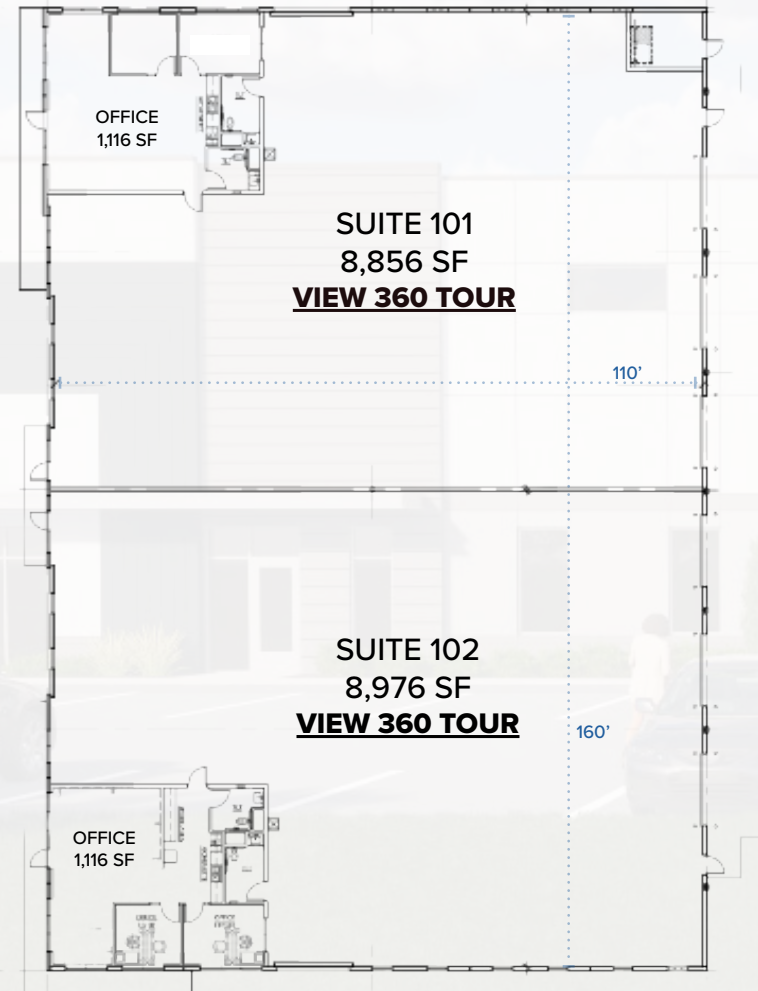 OFFICE
1,116 SF
SUITE 101
8,856 SF
VIEW 360 TOUR
110’
SUITE 102
8,976 SF
VIEW 360 TOUR
160’
OFFICE
1,116 SF